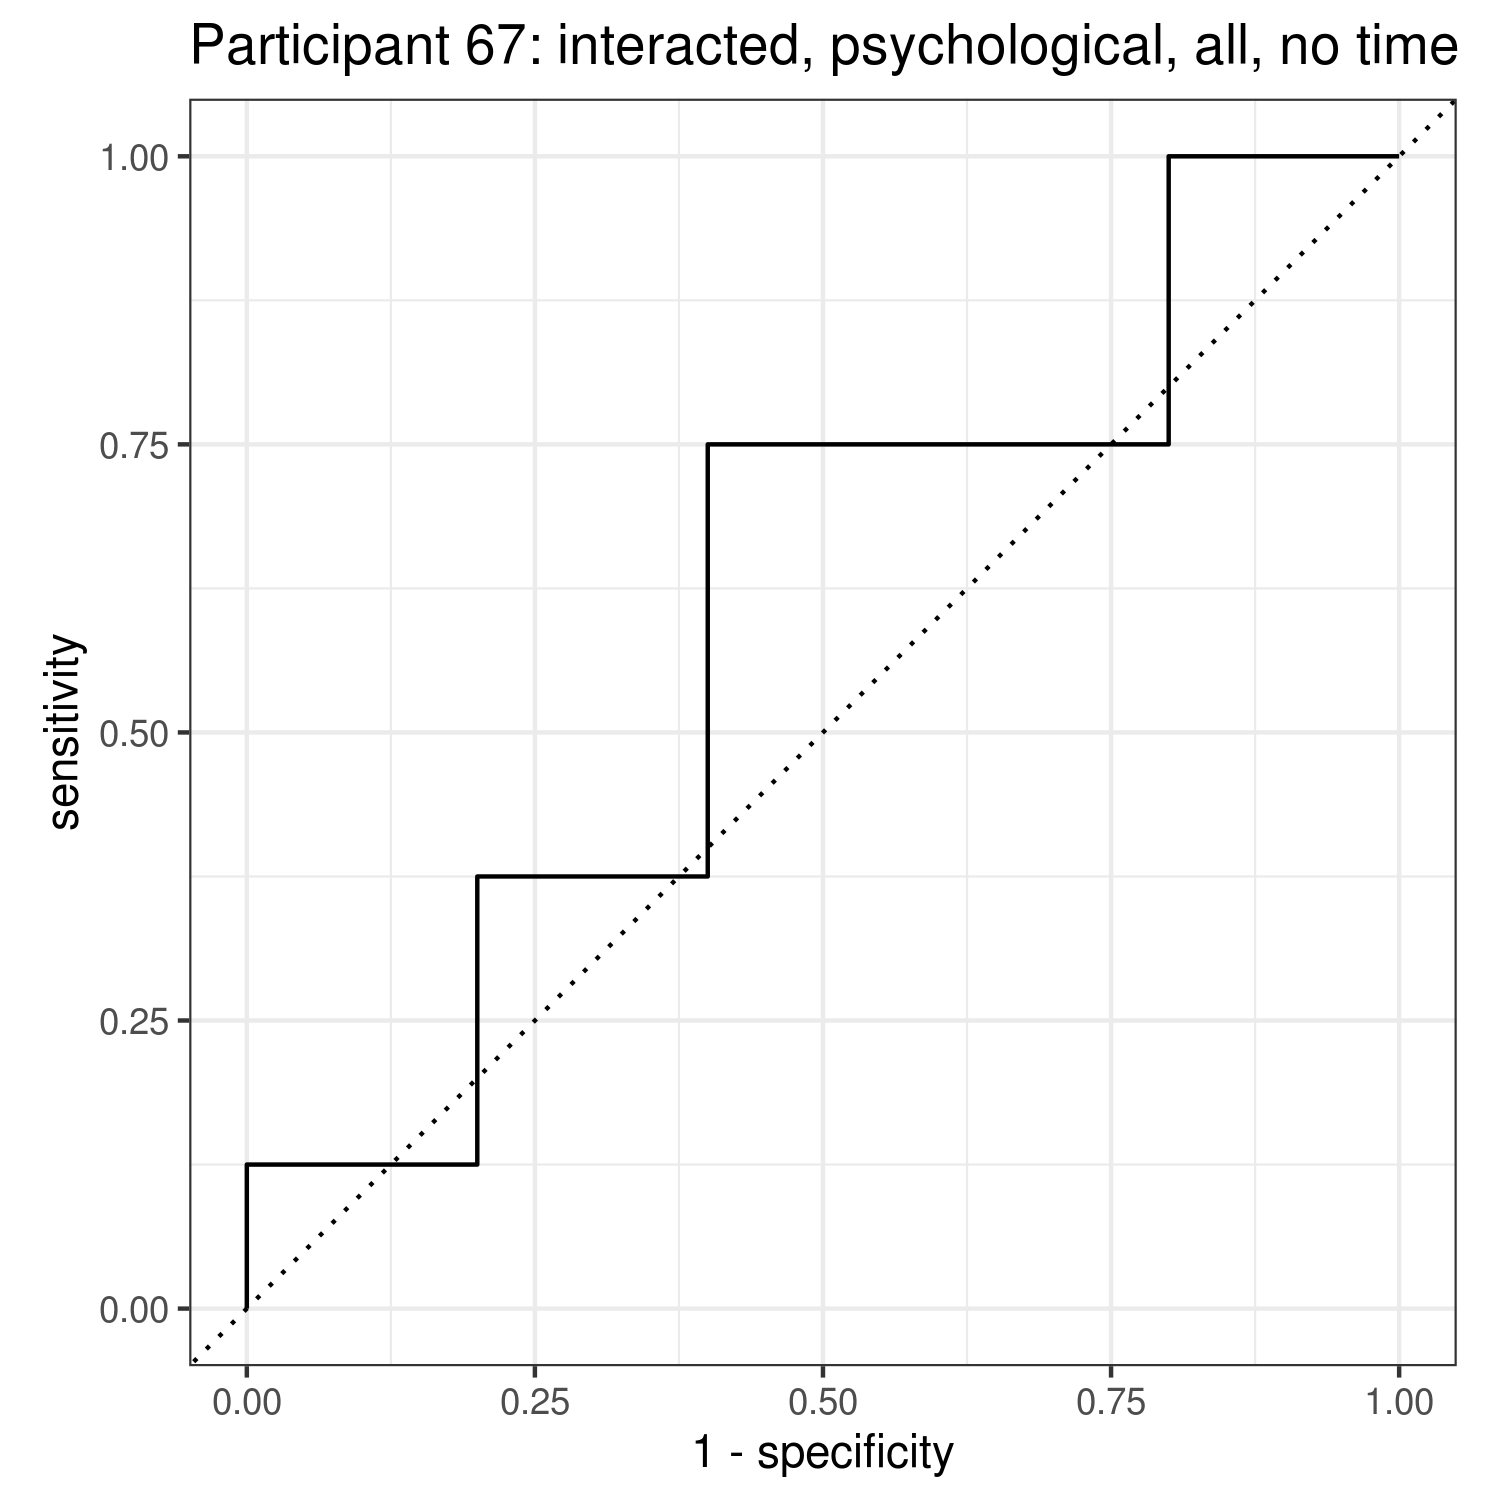 Participant 67: interacted, psychological, all, no time
1.00
0.75
0.50
0.25
0.00
sensitivity
0.00 0.25 0.50 0.75 1.00
1 - specificity